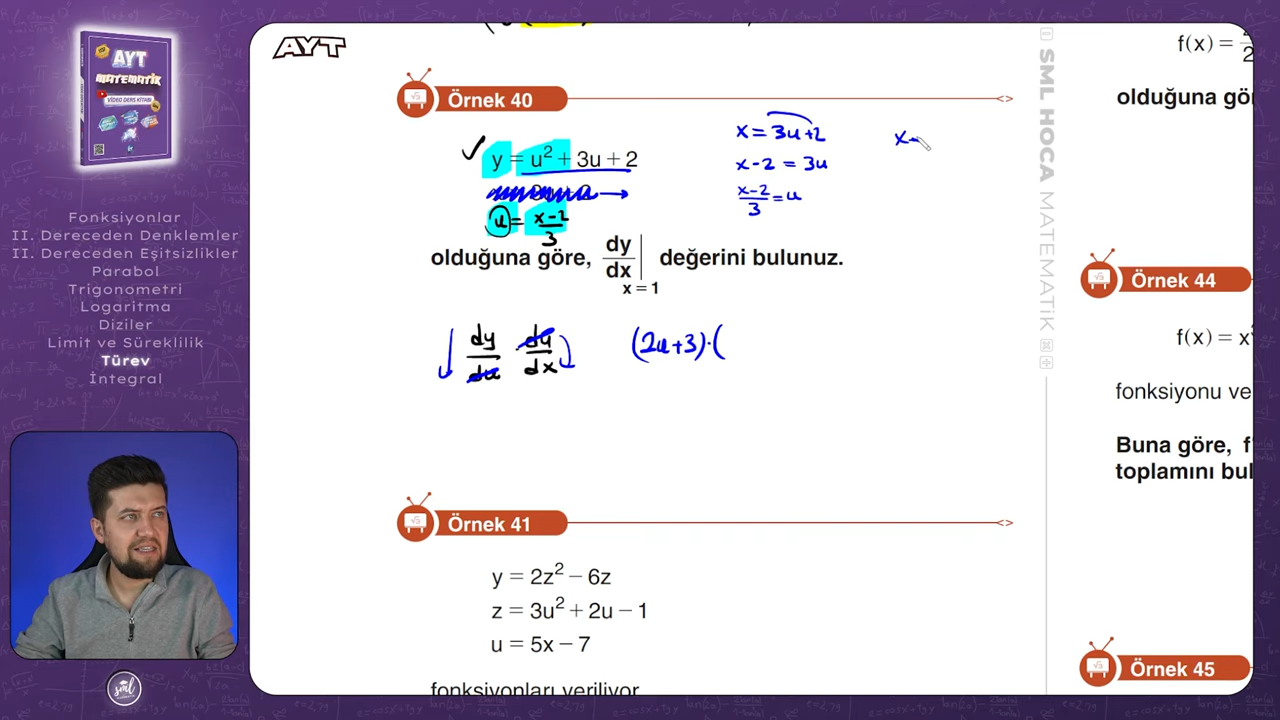 AYT
MATEMATİK
VİDEO DERS KİTABI
Fonksiyonlar
II. Dereceden Denklemler
II. Dereceden Eşitsizlikler
Parabol
Trigonometri
Logaritma
Diziler
Limit ve Süreklilik
Türev
İntegral
sml
AYT
Örnek 40
y = u² + 3u + 2
u = (x-2)/3
x = 3u+2
x-2 = 3u
(x-2)/3 = u
x-
olduğuna göre, dy/dx | x = 1 değerini bulunuz.
dy/du · du/dx (2u+3)·(
Örnek 41
y = 2z² − 6z
z = 3u² + 2u − 1
u = 5x − 7
fonksiyonları veriliyor
SML HOCA MATEMATİK
f(x) =
olduğuna gö
Örnek 44
f(x) = x
fonksiyonu ve
Buna göre, f
toplamını bul
Örnek 45